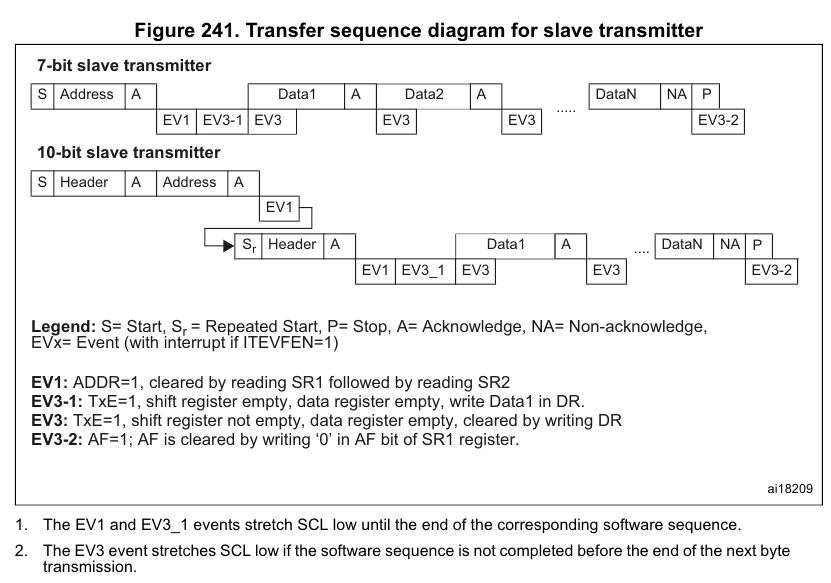 Figure 241. Transfer sequence diagram for slave transmitter
7-bit slave transmitter
S Address A Data1 A Data2 A ..... DataN NA P
EV1 EV3-1 EV3 EV3 EV3 EV3-2
10-bit slave transmitter
S Header A Address A
EV1
Sr Header A Data1 A .... DataN NA P
EV1 EV3_1 EV3 EV3 EV3-2
Legend: S= Start, Sr = Repeated Start, P= Stop, A= Acknowledge, NA= Non-acknowledge,
EVx= Event (with interrupt if ITEVFEN=1)
EV1: ADDR=1, cleared by reading SR1 followed by reading SR2
EV3-1: TxE=1, shift register empty, data register empty, write Data1 in DR.
EV3: TxE=1, shift register not empty, data register empty, cleared by writing DR
EV3-2: AF=1; AF is cleared by writing ‘0’ in AF bit of SR1 register.
ai18209
1. The EV1 and EV3_1 events stretch SCL low until the end of the corresponding software sequence.
2. The EV3 event stretches SCL low if the software sequence is not completed before the end of the next byte
transmission.